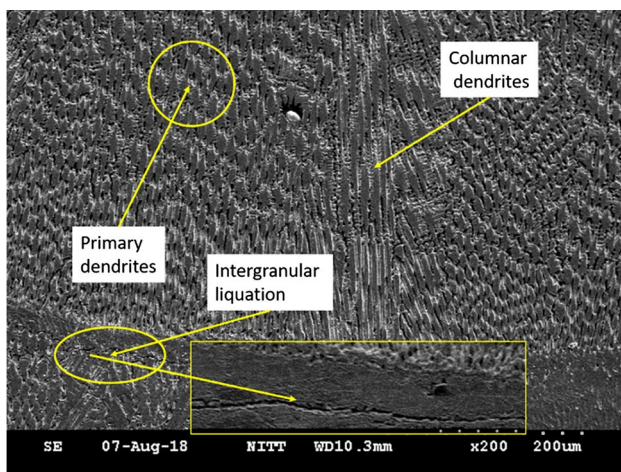 Columnar
dendrites
Primary
dendrites
Intergranular
liquation
SE 07-Aug-18 NITT WD10.3mm x200 200um